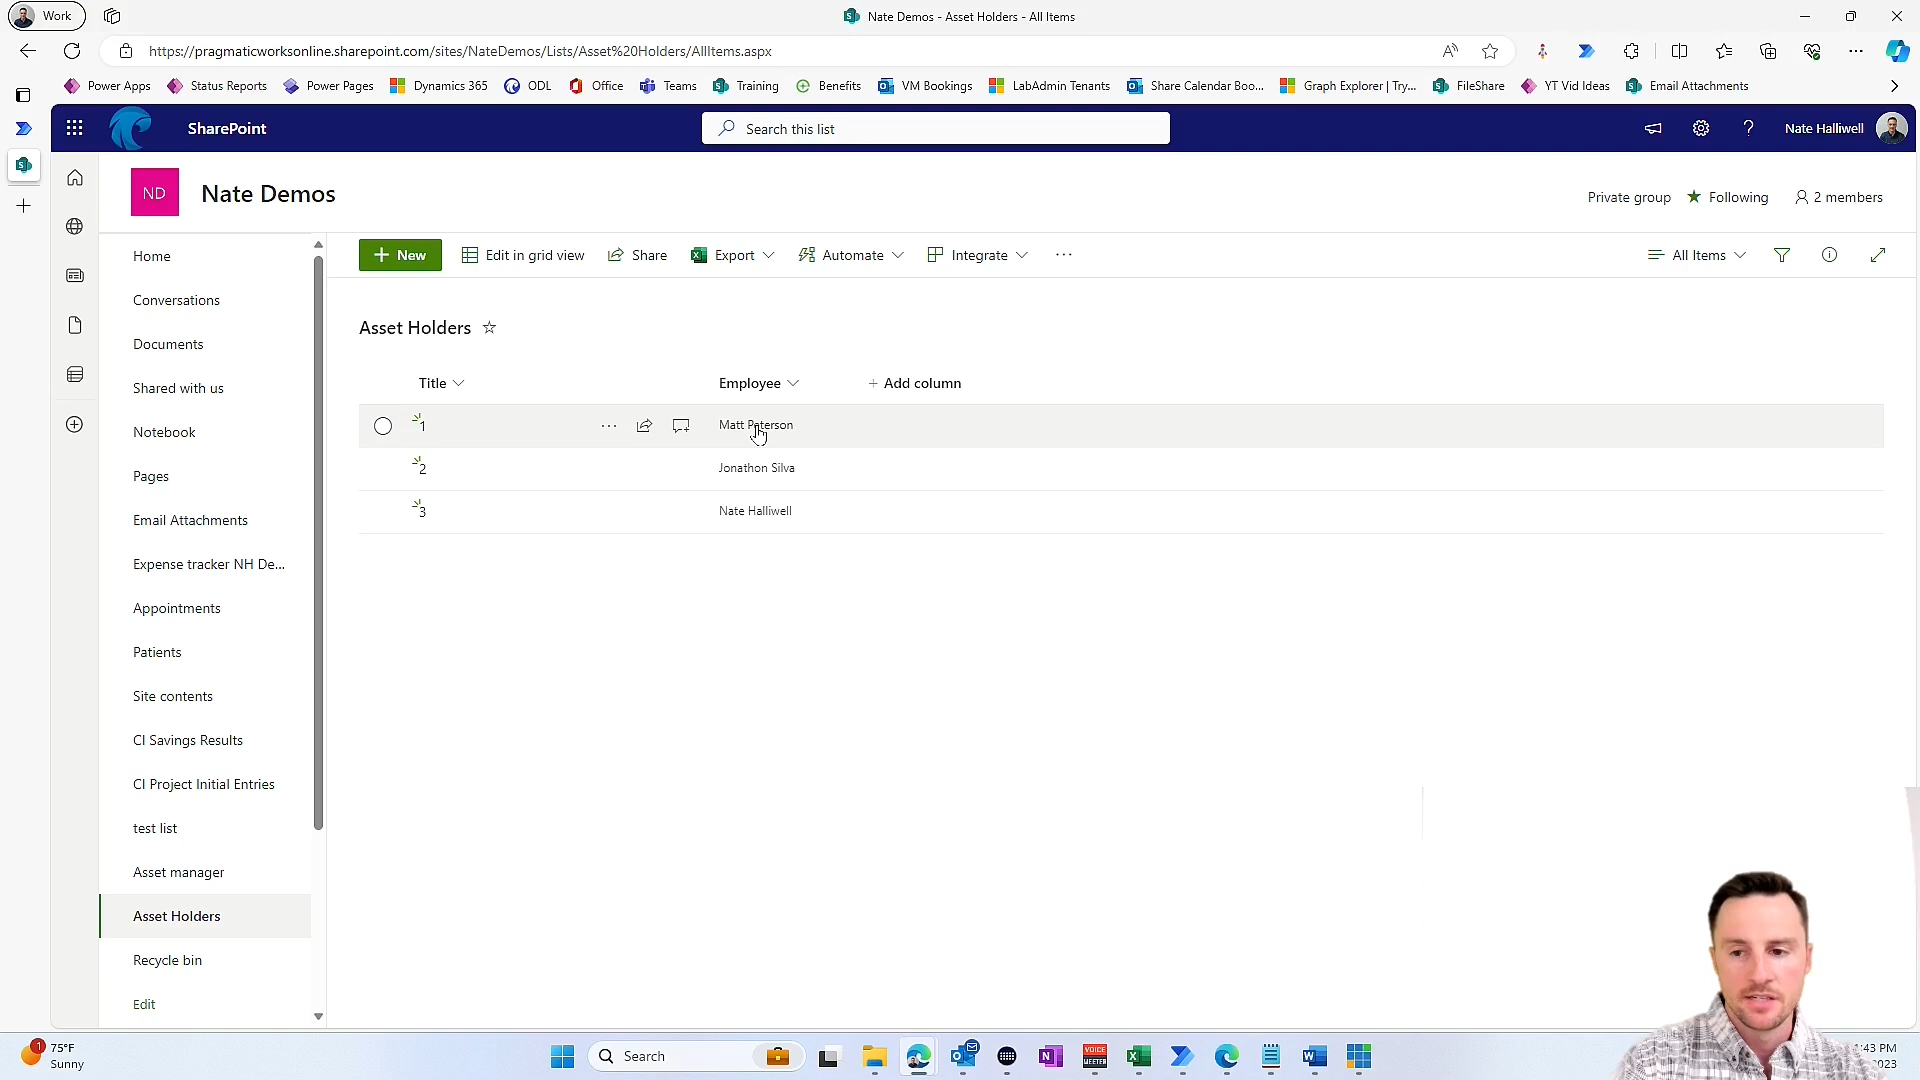 Work
Nate Demos - Asset Holders - All Items
https://pragmaticworksonline.sharepoint.com/sites/NateDemos/Lists/Asset%20Holders/AllItems.aspx
Power Apps
Status Reports
Power Pages
Dynamics 365
ODL
Office
Teams
Training
Benefits
VM Bookings
LabAdmin Tenants
Share Calendar Boo...
Graph Explorer | Try...
FileShare
YT Vid Ideas
Email Attachments
SharePoint
Search this list
Nate Halliwell
ND
Nate Demos
Private group
Following
2 members
Home
Conversations
Documents
Shared with us
Notebook
Pages
Email Attachments
Expense tracker NH De...
Appointments
Patients
Site contents
CI Savings Results
CI Project Initial Entries
test list
Asset manager
Asset Holders
Recycle bin
Edit
New
Edit in grid view
Share
Export
Automate
Integrate
All Items
Asset Holders
Title
Employee
Add column
1
Matt Peterson
2
Jonathon Silva
3
Nate Halliwell
1
75°F
Sunny
Search
VOICE
MEETER
:43 PM
023